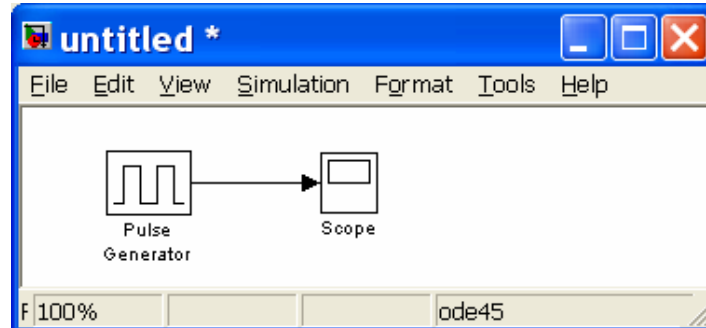 untitled *
File Edit View Simulation Format Tools Help
Pulse
Generator
Scope
F 100% ode45